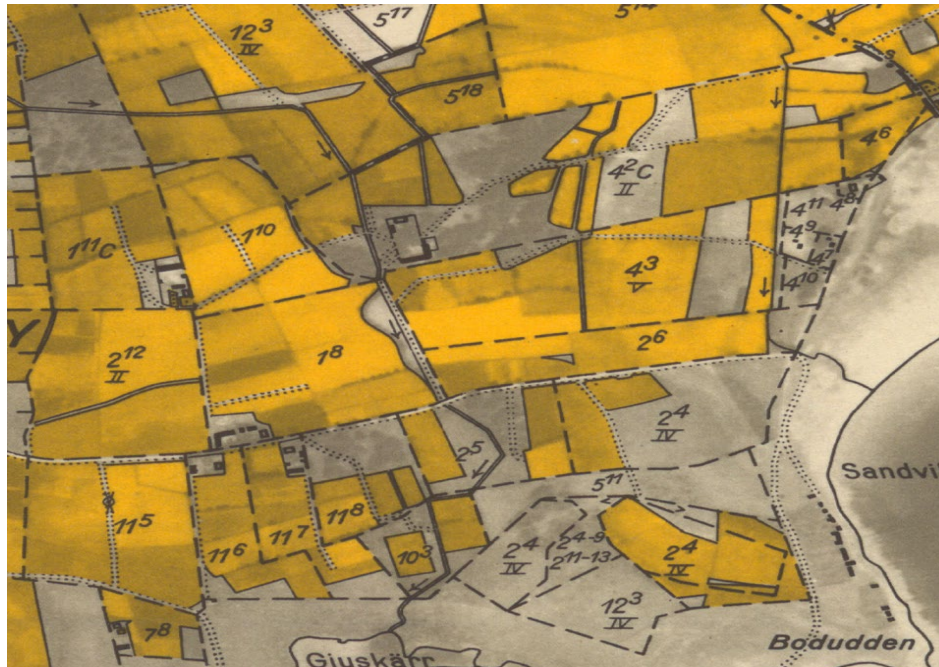 5¹⁷
12³
IV
5¹⁴
5¹⁸
4⁶
4²C
II
4¹¹
4⁸
4⁹
4⁷
4¹⁰
1¹¹C
1¹⁰
4³
V
Y
2¹²
II
1⁸
2⁶
2⁴
IV
2⁵
Sandvi
5¹¹
11⁵
11⁶
11⁷
11⁸
10³
2⁴
IV
2⁴⁻⁹
2¹¹⁻¹³
2⁴
IV
12³
IV
7⁸
Giuskärr
Bodudden